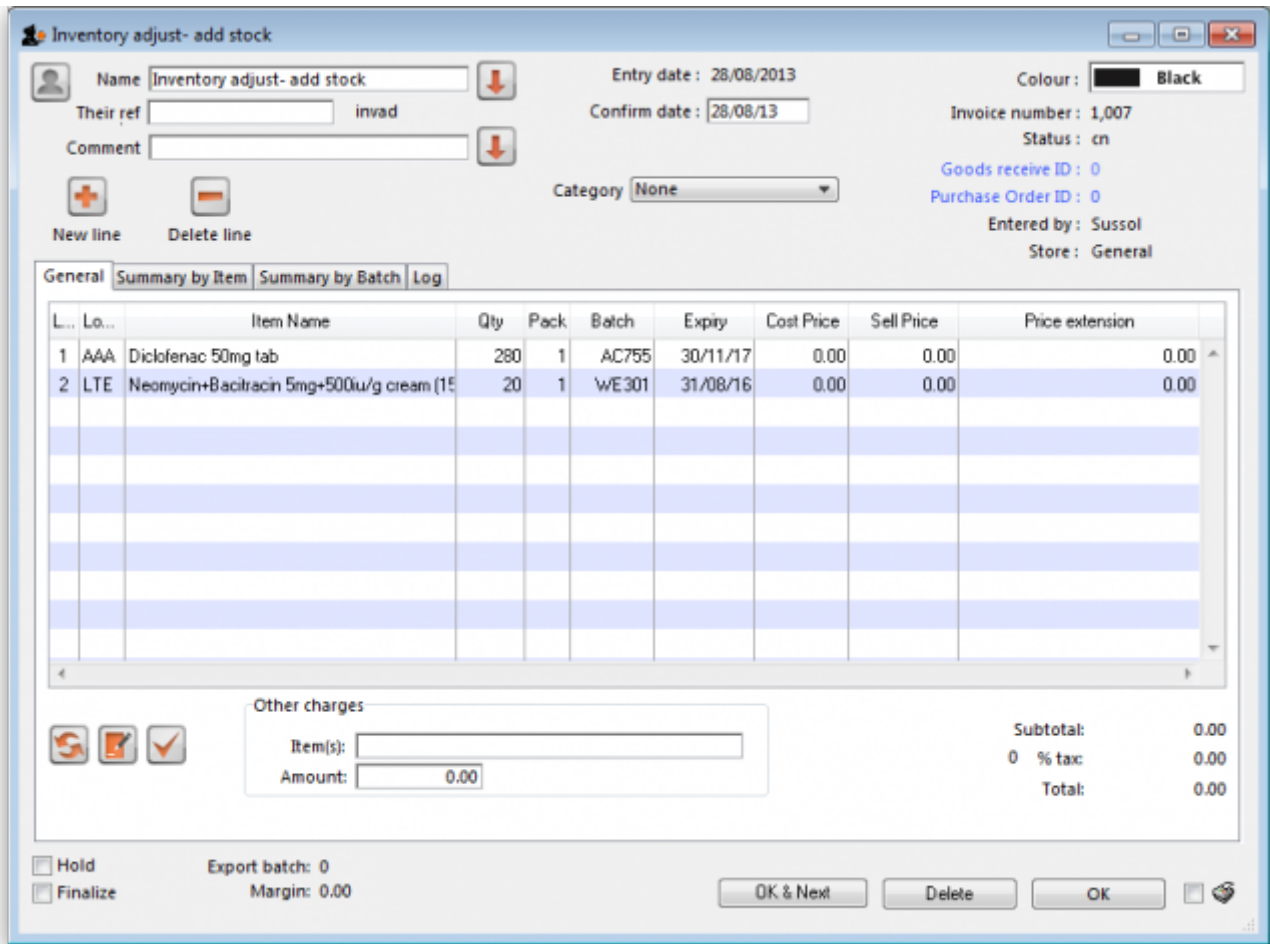 Inventory adjust- add stock
Name Inventory adjust- add stock
Entry date : 28/08/2013
Colour : Black
Their ref invad
Confirm date : 28/08/13
Invoice number : 1,007
Status : cn
Comment
Goods receive ID : 0
Category None
Purchase Order ID : 0
Entered by : Sussol
New line Delete line
Store : General
General Summary by Item Summary by Batch Log
L... Lo... Item Name Qty Pack Batch Expiry Cost Price Sell Price Price extension
1 AAA Diclofenac 50mg tab 280 1 AC755 30/11/17 0.00 0.00 0.00
2 LTE Neomycin+Bacitracin 5mg+500iu/g cream (15 20 1 WE301 31/08/16 0.00 0.00 0.00
Other charges
Item(s):
Amount: 0.00
Subtotal: 0.00
0 % tax: 0.00
Total: 0.00
Hold
Export batch: 0
Finalize
Margin: 0.00
OK & Next Delete OK